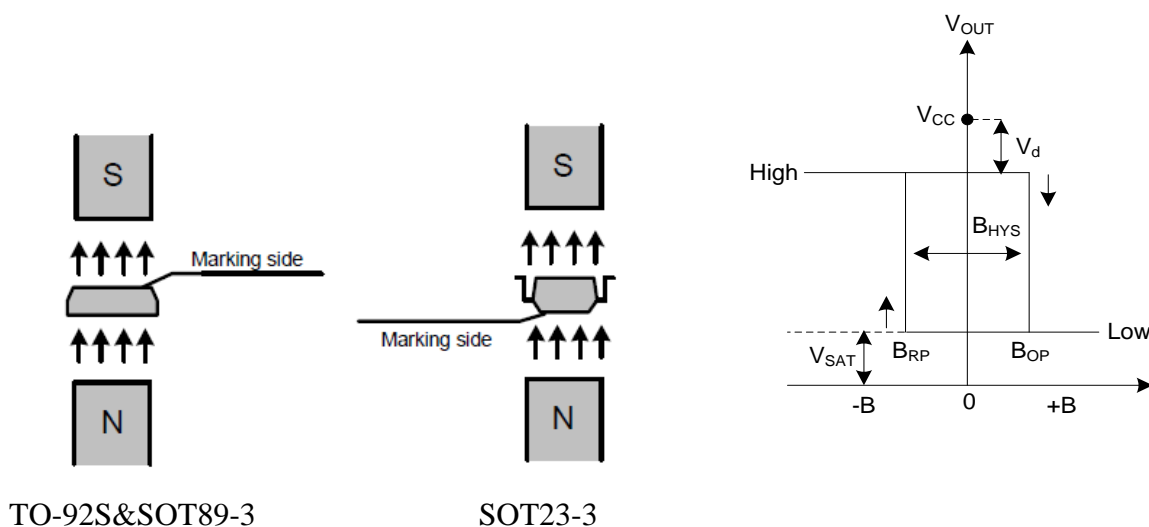 S
Marking side
N
TO-92S&SOT89-3
S
Marking side
N
SOT23-3
VOUT
VCC
Vd
High
BHYS
Low
VSAT
BRP
BOP
-B
0
+B